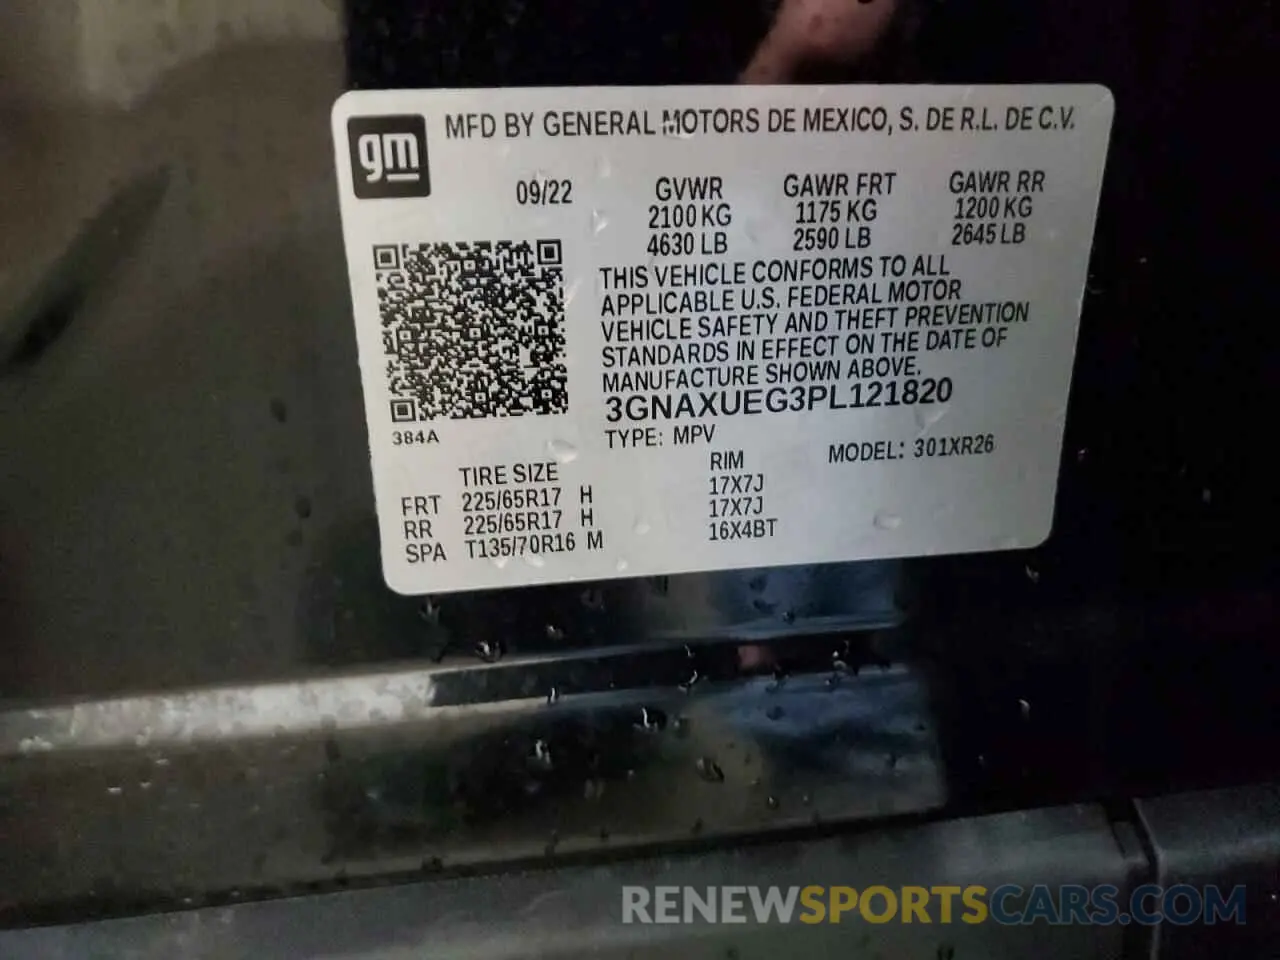 gm
MFD BY GENERAL MOTORS DE MEXICO, S. DE R.L. DE C.V.
09/22 GVWR GAWR FRT GAWR RR
2100 KG 1175 KG 1200 KG
4630 LB 2590 LB 2645 LB
THIS VEHICLE CONFORMS TO ALL
APPLICABLE U.S. FEDERAL MOTOR
VEHICLE SAFETY AND THEFT PREVENTION
STANDARDS IN EFFECT ON THE DATE OF
MANUFACTURE SHOWN ABOVE.
3GNAXUEG3PL121820
384A
TYPE: MPV MODEL: 301XR26
TIRE SIZE RIM
FRT 225/65R17 H 17X7J
RR 225/65R17 H 17X7J
SPA T135/70R16 M 16X4BT
RENEWSPORTSCARS.COM